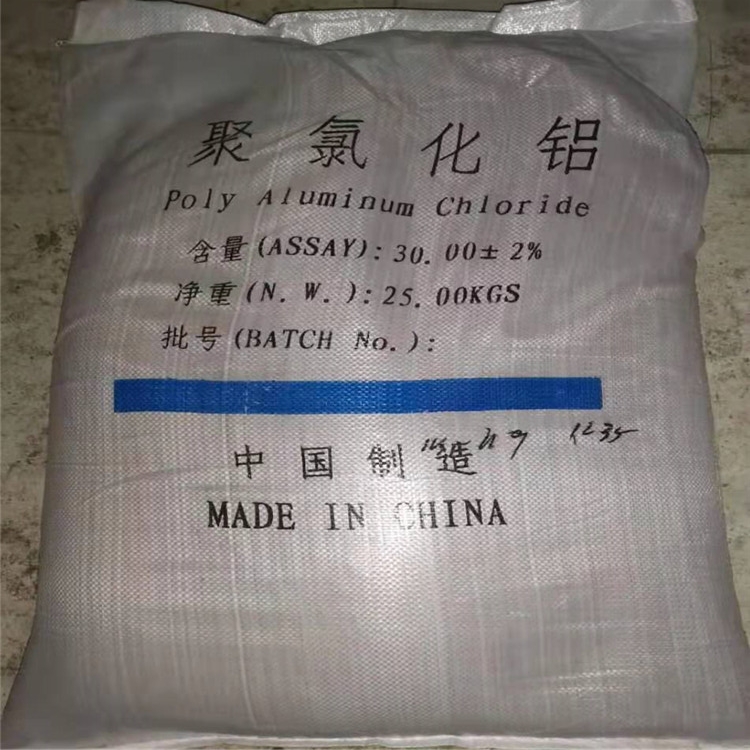 聚氯化铝
Poly Aluminum Chloride
含量(ASSAY):30.00±2%
净重(N.W.):25.00KGS
批号(BATCH No.):
中国制造
MADE IN CHINA